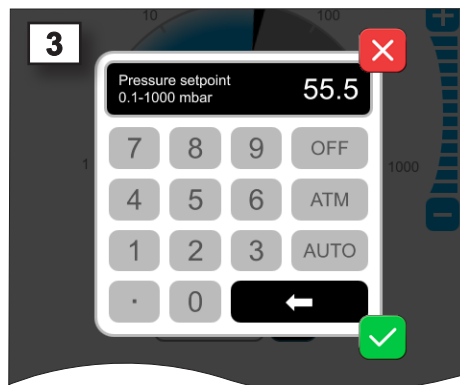 10
100
3
Pressure setpoint
0.1-1000 mbar
55.5
7 8 9 OFF
1
1000
4 5 6 ATM
1 2 3 AUTO
. 0